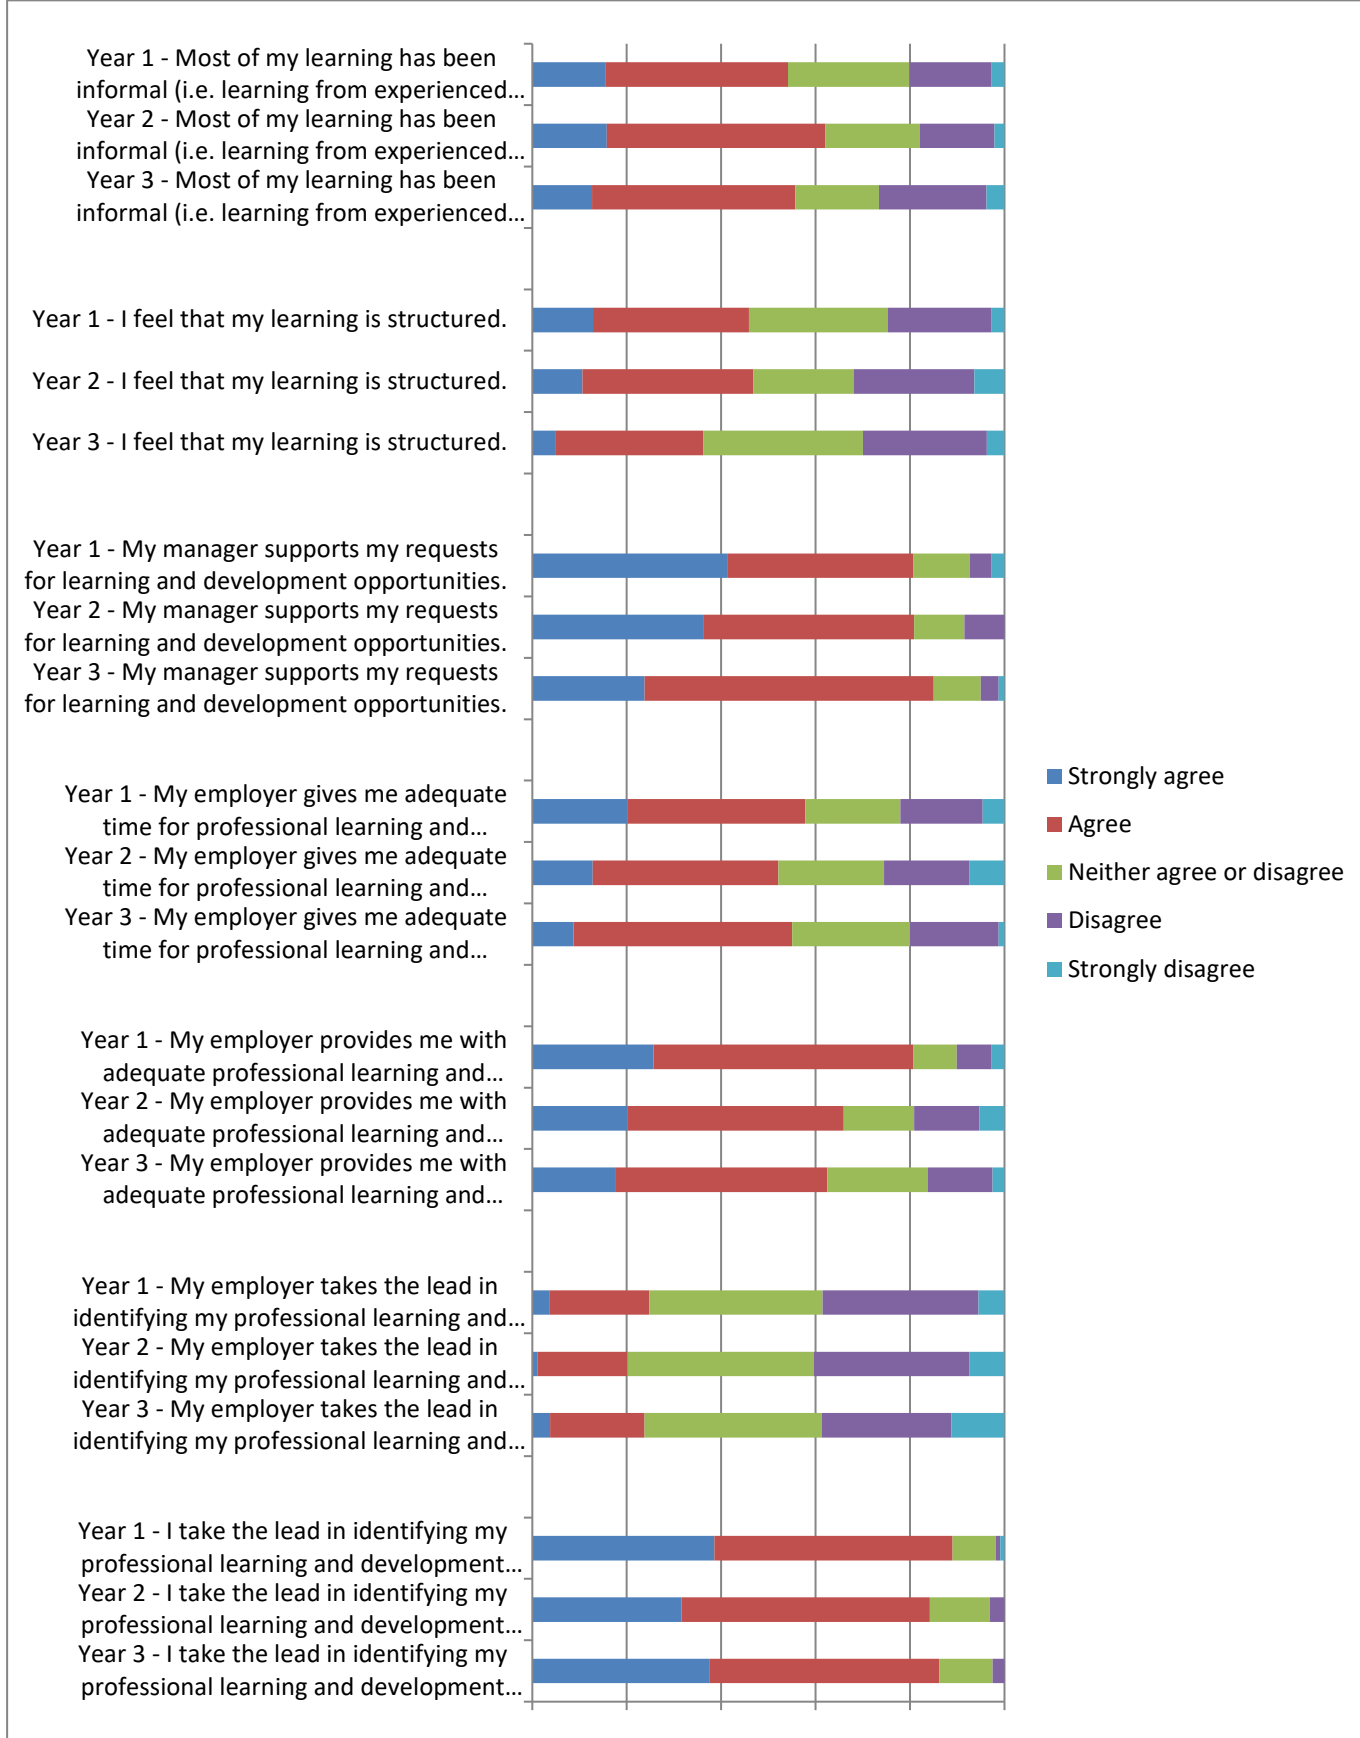 Year 1 - Most of my learning has been
informal (i.e. learning from experienced...
Year 2 - Most of my learning has been
informal (i.e. learning from experienced...
Year 3 - Most of my learning has been
informal (i.e. learning from experienced...
Year 1 - I feel that my learning is structured.
Year 2 - I feel that my learning is structured.
Year 3 - I feel that my learning is structured.
Year 1 - My manager supports my requests
for learning and development opportunities.
Year 2 - My manager supports my requests
for learning and development opportunities.
Year 3 - My manager supports my requests
for learning and development opportunities.
Year 1 - My employer gives me adequate
time for professional learning and...
Year 2 - My employer gives me adequate
time for professional learning and...
Year 3 - My employer gives me adequate
time for professional learning and...
Year 1 - My employer provides me with
adequate professional learning and...
Year 2 - My employer provides me with
adequate professional learning and...
Year 3 - My employer provides me with
adequate professional learning and...
Year 1 - My employer takes the lead in
identifying my professional learning and...
Year 2 - My employer takes the lead in
identifying my professional learning and...
Year 3 - My employer takes the lead in
identifying my professional learning and...
Year 1 - I take the lead in identifying my
professional learning and development...
Year 2 - I take the lead in identifying my
professional learning and development...
Year 3 - I take the lead in identifying my
professional learning and development...
Strongly agree
Agree
Neither agree or disagree
Disagree
Strongly disagree